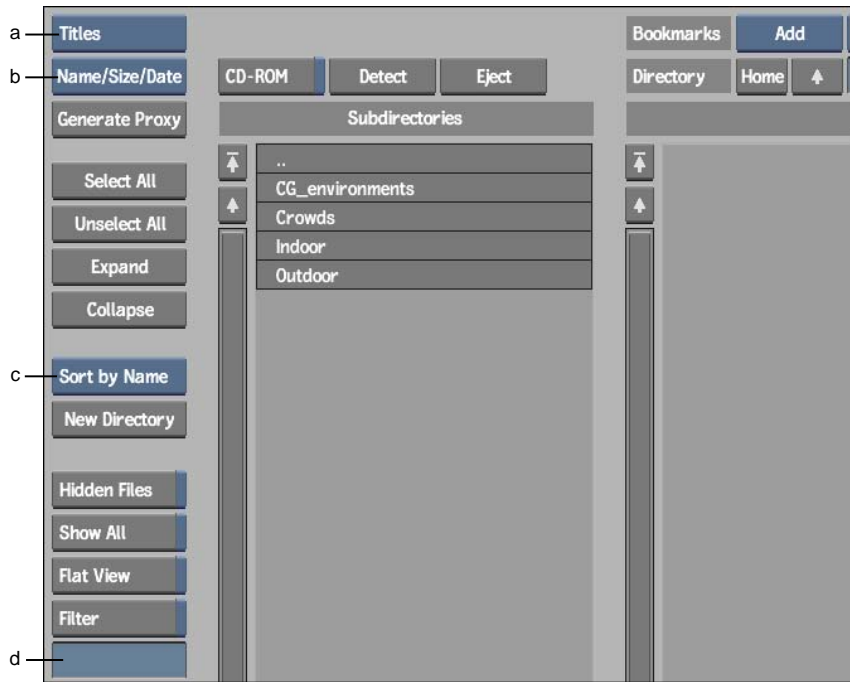 a
Titles
Bookmarks Add
b
Name/Size/Date
CD-ROM Detect Eject
Directory Home
Generate Proxy
Subdirectories
..
Select All
CG_environments
Unselect All
Crowds
Indoor
Expand
Outdoor
Collapse
c
Sort by Name
New Directory
Hidden Files
Show All
Flat View
Filter
d